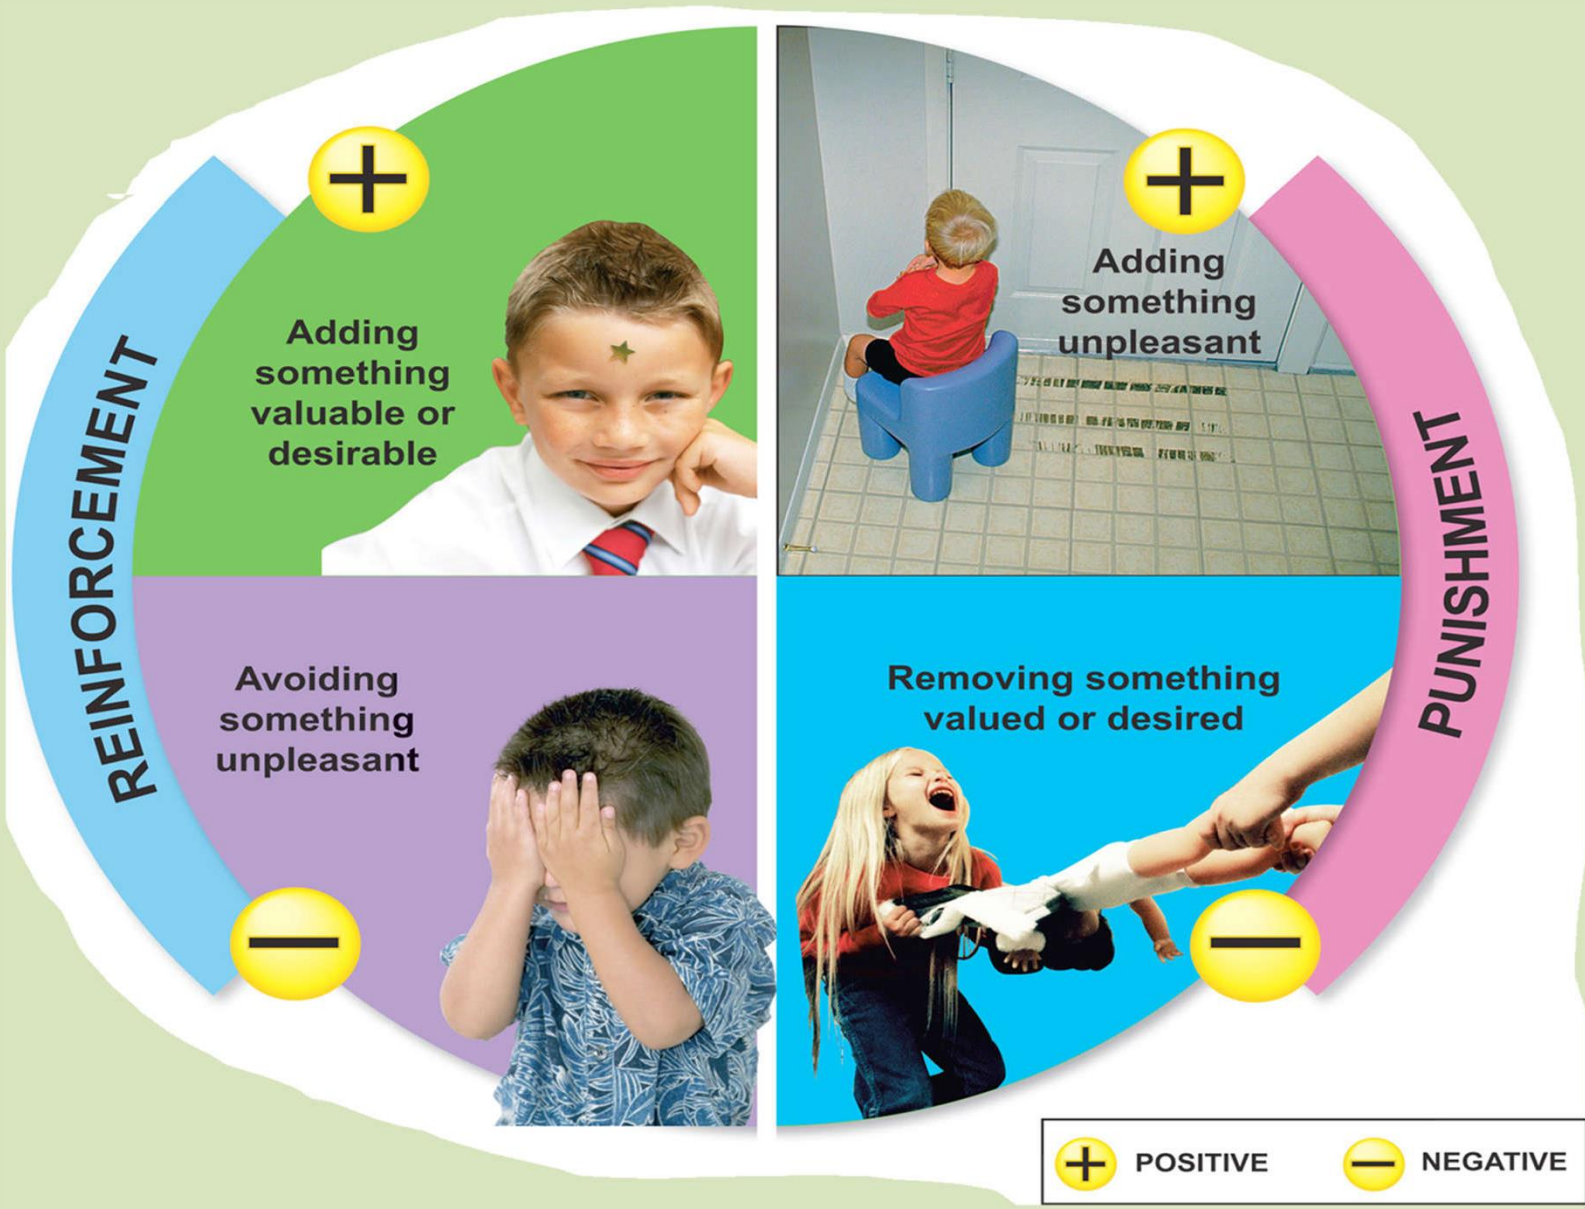 REINFORCEMENT
+
Adding
something
valuable or
desirable
−
Avoiding
something
unpleasant
+
Adding
something
unpleasant
PUNISHMENT
Removing something
valued or desired
−
+ POSITIVE − NEGATIVE